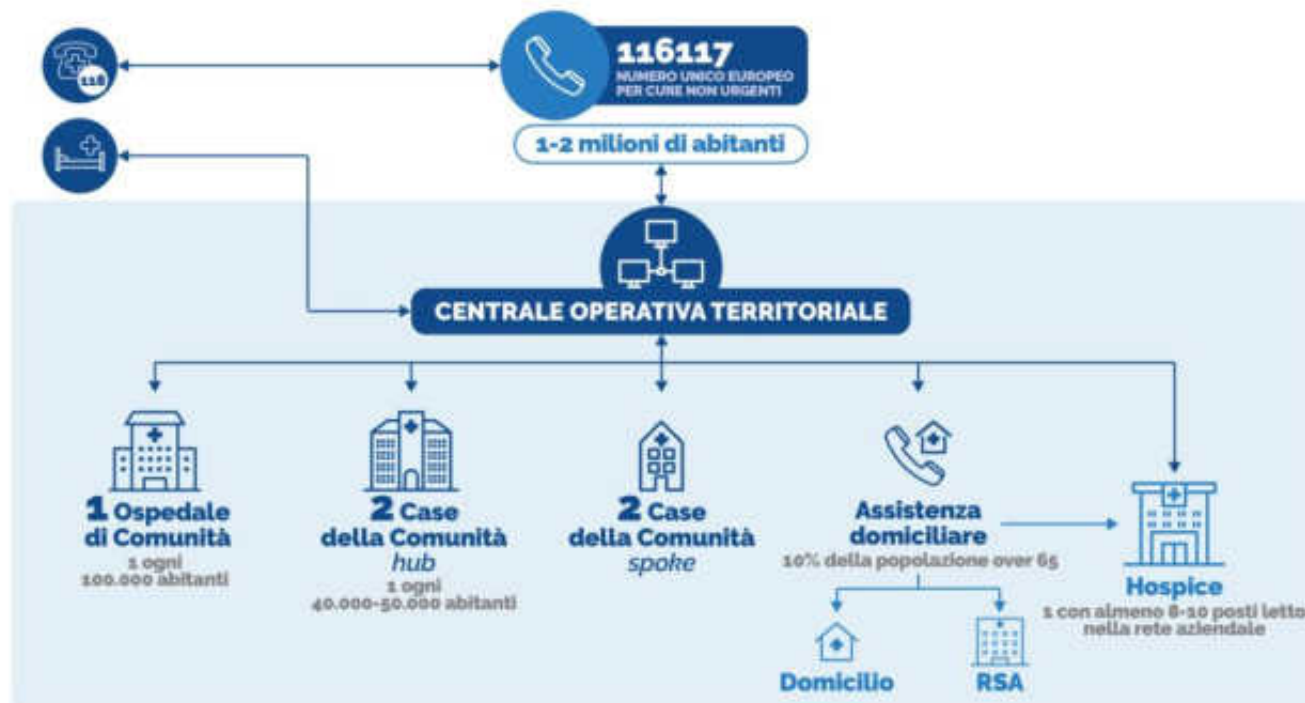 118
116117
NUMERO UNICO EUROPEO
PER CURE NON URGENTI
1-2 milioni di abitanti
CENTRALE OPERATIVA TERRITORIALE
1 Ospedale
di Comunità
1 ogni
100.000 abitanti
2 Case
della Comunità
hub
1 ogni
40.000-50.000 abitanti
2 Case
della Comunità
spoke
Assistenza
domiciliare
10% della popolazione over 65
Domicilio
RSA
Hospice
1 con almeno 8-10 posti letto
nella rete aziendale